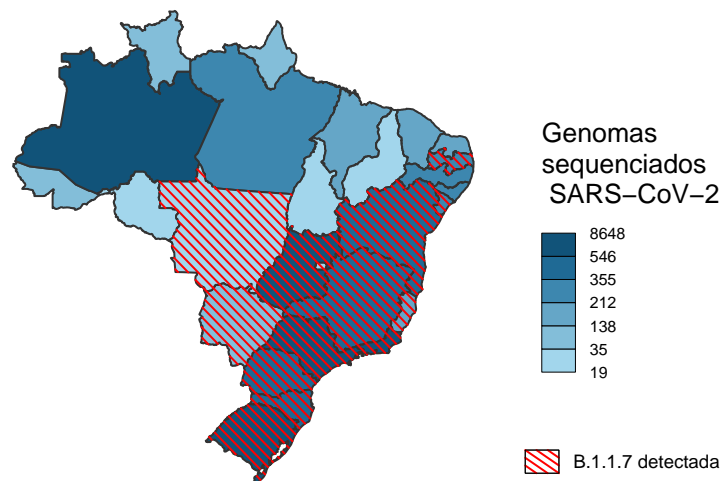 Genomas
sequenciados
SARS−CoV−2
8648
546
355
212
138
35
19
B.1.1.7 detectada